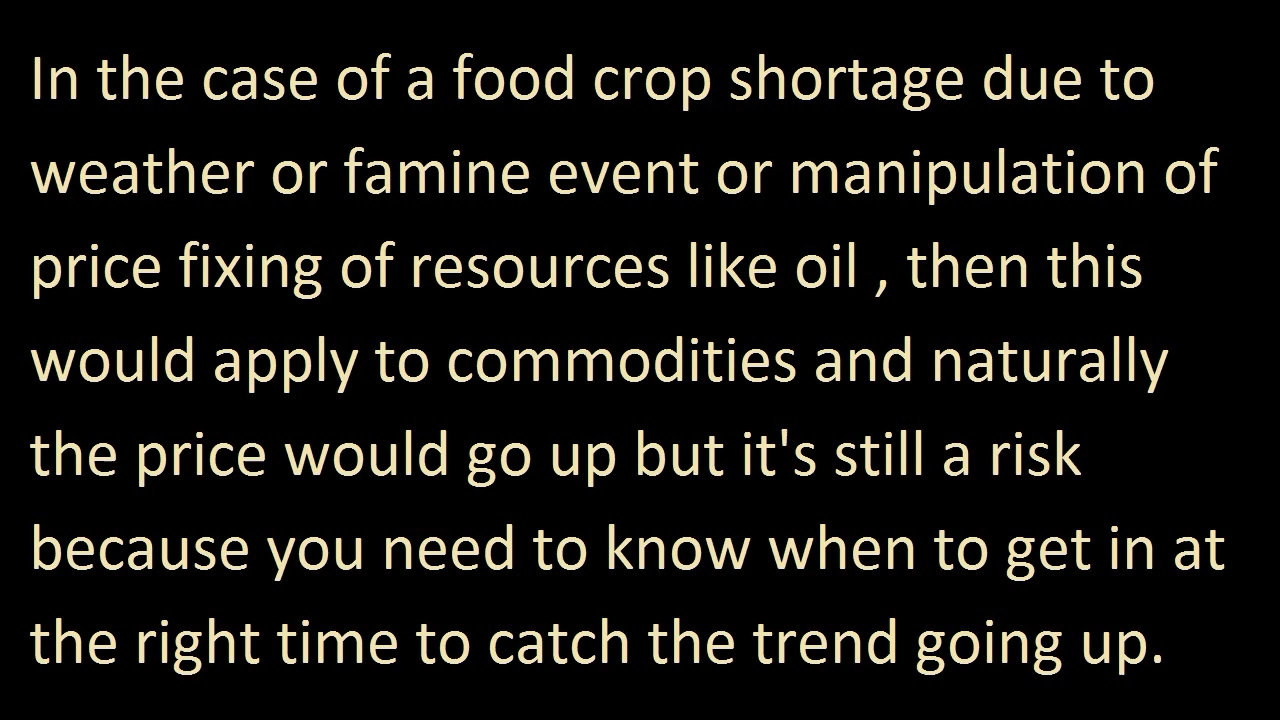 In the case of a food crop shortage due to
weather or famine event or manipulation of
price fixing of resources like oil , then this
would apply to commodities and naturally
the price would go up but it's still a risk
because you need to know when to get in at
the right time to catch the trend going up.